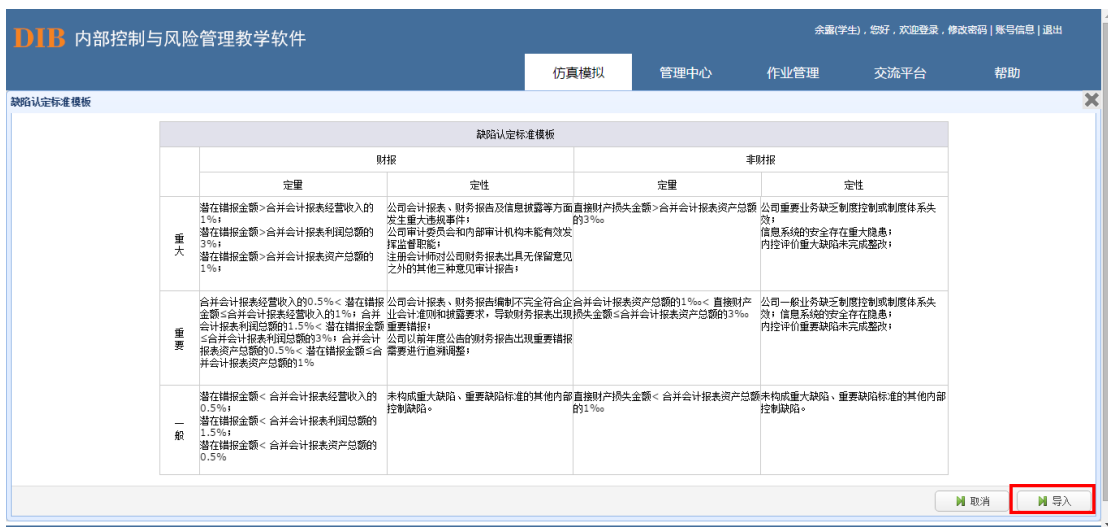 DIB 内部控制与风险管理教学软件
余露(学生)，您好，欢迎登录，修改密码 | 账号信息 | 退出
仿真模拟 管理中心 作业管理 交流平台 帮助
缺陷认定标准模板
缺陷认定标准模板
财报 非财报
定量 定性 定量 定性
重大
潜在错报金额>合并会计报表经营收入的
1%；
潜在错报金额>合并会计报表利润总额的
3%；
潜在错报金额>合并会计报表资产总额的
1%；
公司会计报表、财务报告及信息披露等方面
发生重大违规事件；
公司审计委员会和内部审计机构未能有效发
挥监督职能；
注册会计师对公司财务报表出具无保留意见
之外的其他三种意见审计报告；
直接财产损失金额>合并会计报表资产总额
的3‰
公司重要业务缺乏制度控制或制度体系失
效；
信息系统的安全存在重大隐患；
内控评价重大缺陷未完成整改；
重要
合并会计报表经营收入的0.5%< 潜在错报
金额≤合并会计报表经营收入的1%；合并
会计报表利润总额的1.5%< 潜在错报金额
≤合并会计报表利润总额的3%；合并会计
报表资产总额的0.5%< 潜在错报金额≤合
并会计报表资产总额的1%
公司会计报表、财务报告编制不完全符合企
业会计准则和披露要求，导致财务报表出现
重要错报；
公司以前年度公告的财务报告出现重要错报
需要进行追溯调整；
合并会计报表资产总额的1‰< 直接财产
损失金额≤合并会计报表资产总额的3‰
公司一般业务缺乏制度控制或制度体系失
效；信息系统的安全存在隐患；
内控评价重要缺陷未完成整改；
一般
潜在错报金额< 合并会计报表经营收入的
0.5%；
潜在错报金额< 合并会计报表利润总额的
1.5%；
潜在错报金额< 合并会计报表资产总额的
0.5%
未构成重大缺陷、重要缺陷标准的其他内部
控制缺陷。
直接财产损失金额< 合并会计报表资产总额
的1‰
未构成重大缺陷、重要缺陷标准的其他内部
控制缺陷。
取消 导入